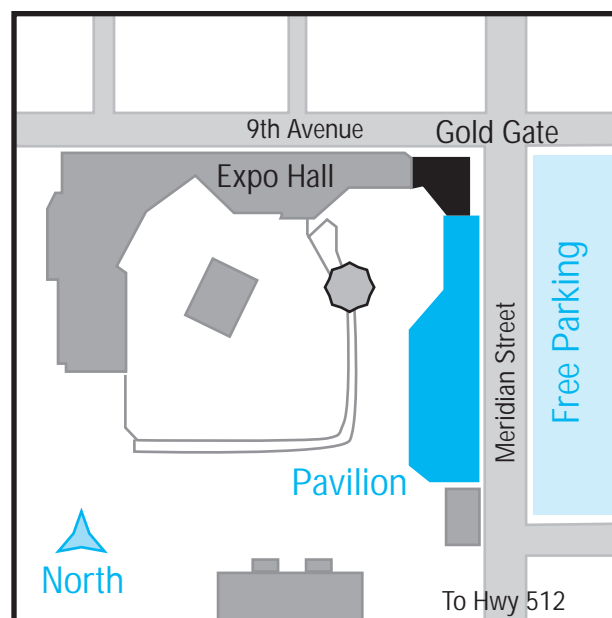 9th Avenue
Gold Gate
Expo Hall
Free Parking
Meridian Street
Pavilion
North
To Hwy 512